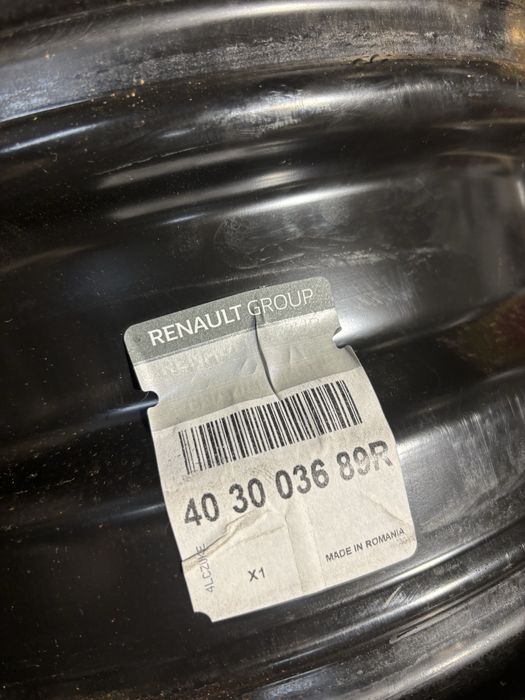 RENAULT GROUP
40 30 036 89R
X1
MADE IN ROMANIA